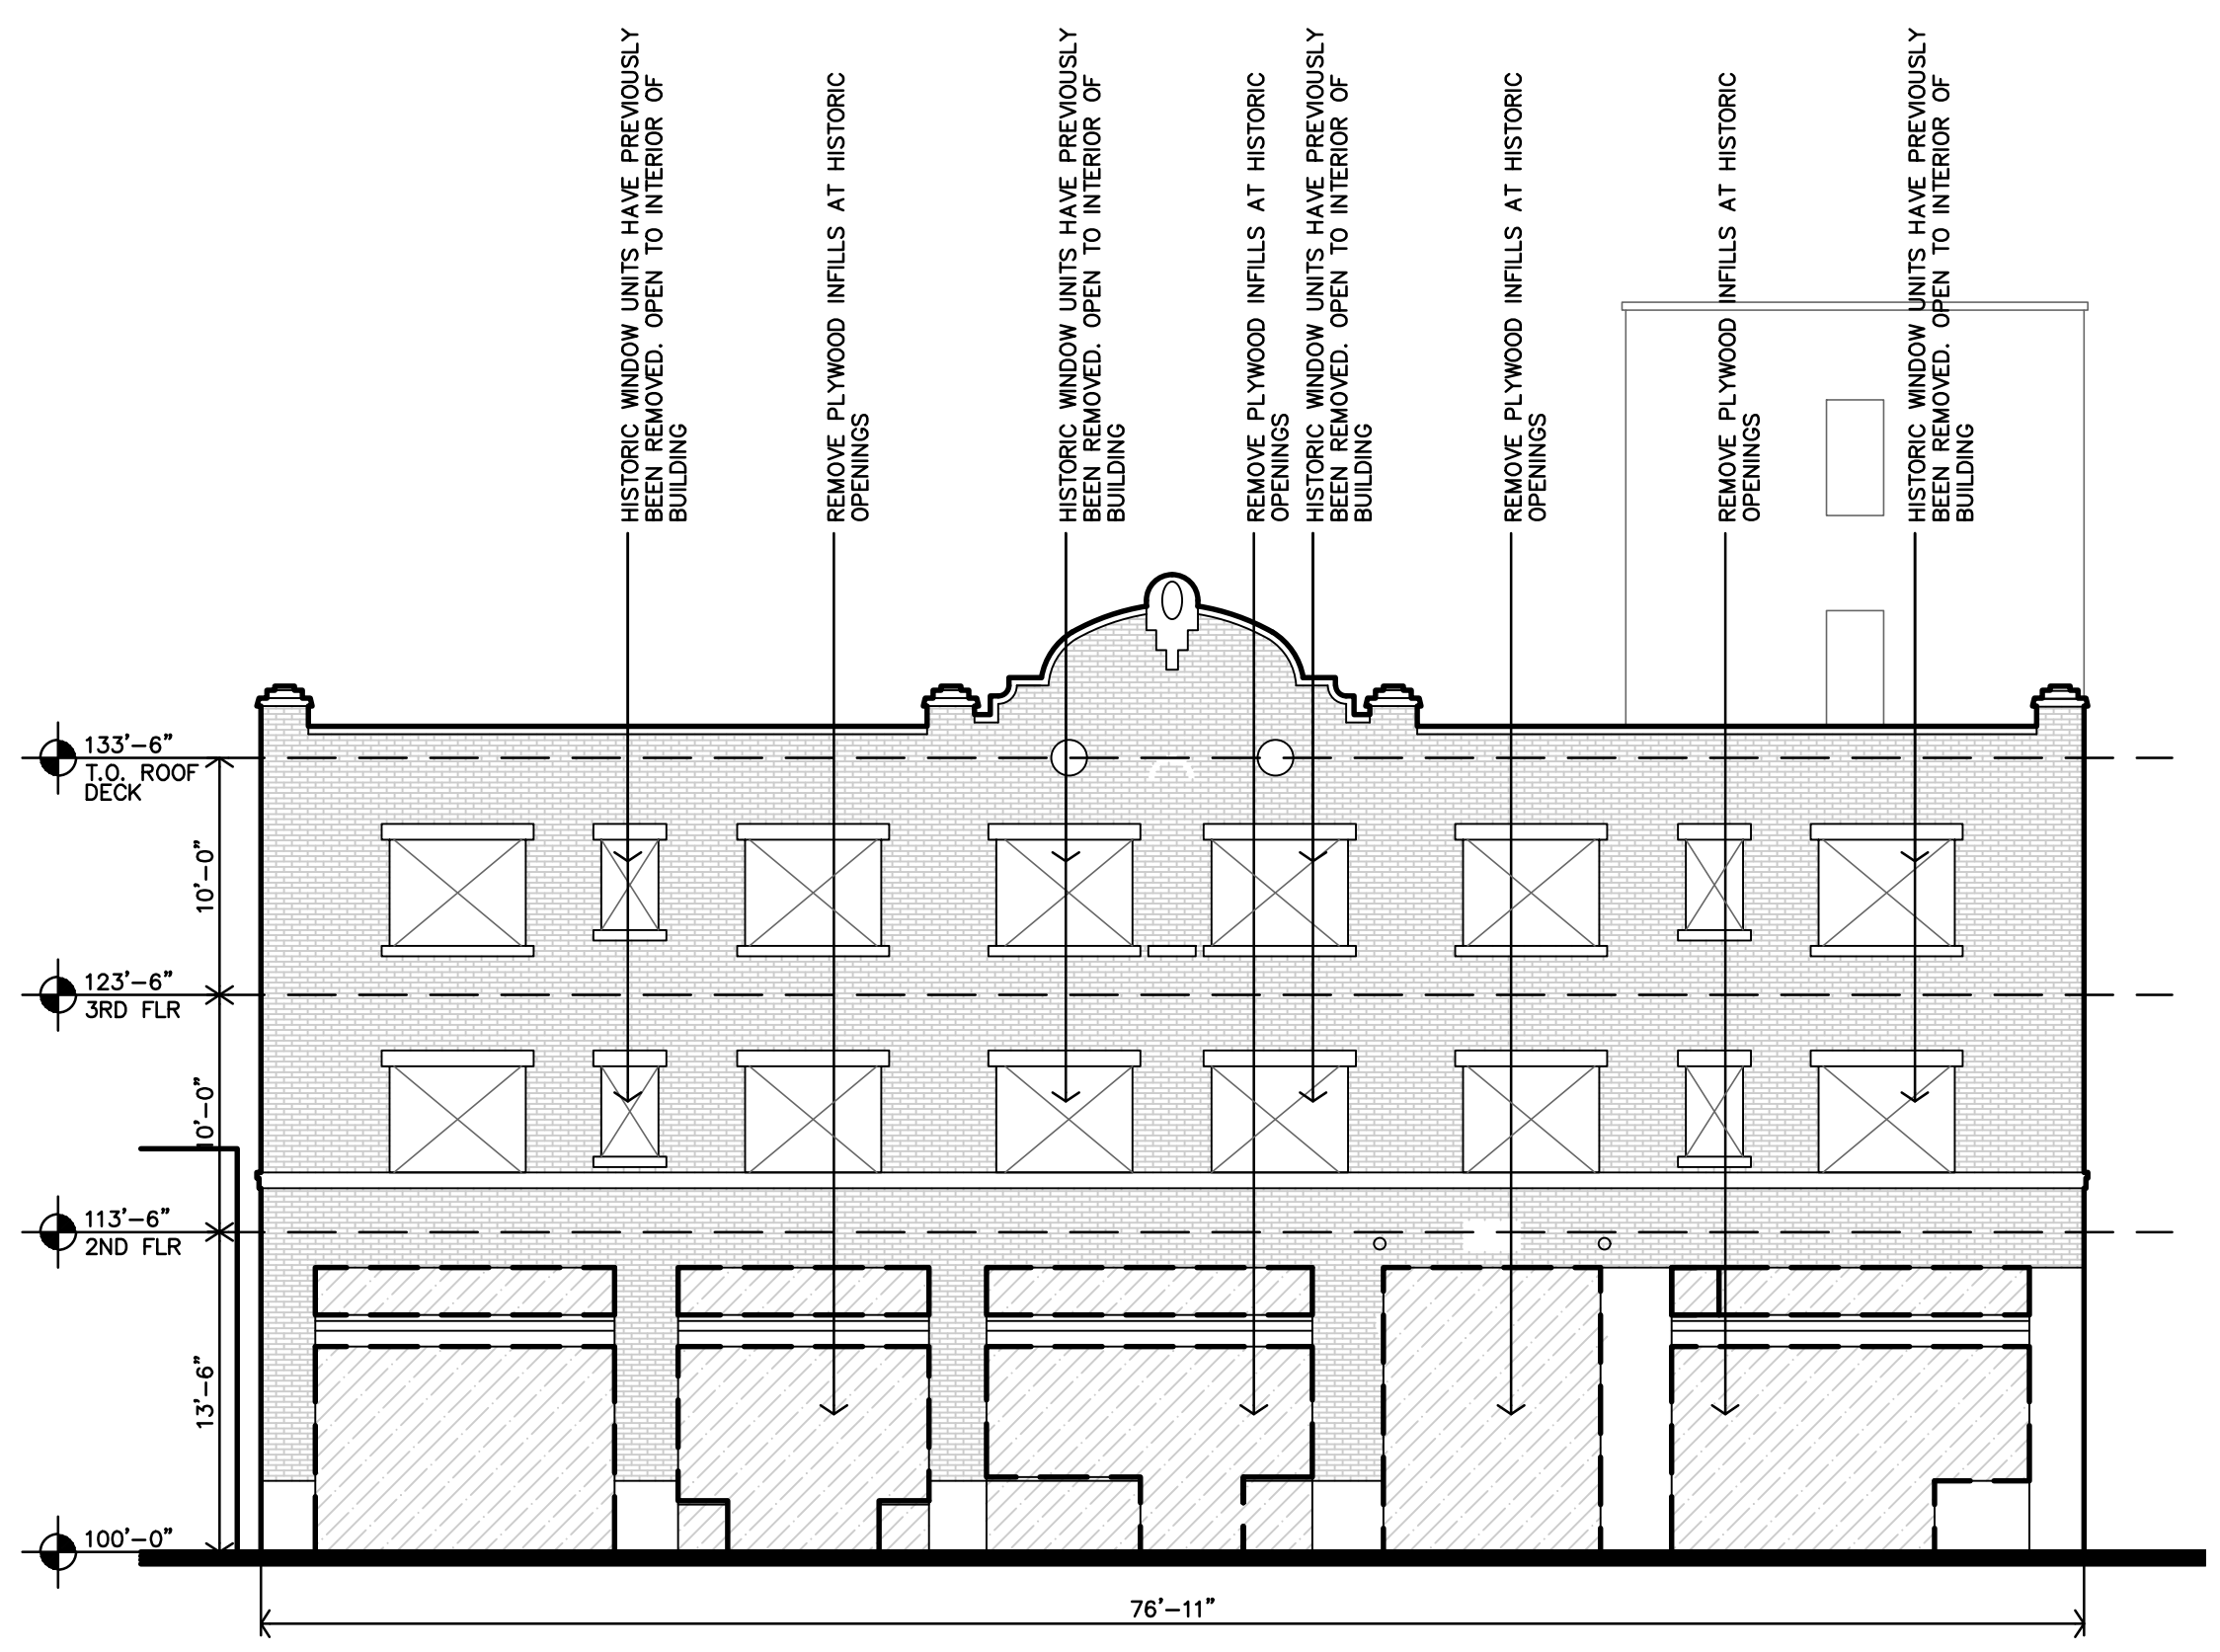 HISTORIC WINDOW UNITS HAVE PREVIOUSLY
BEEN REMOVED. OPEN TO INTERIOR OF
BUILDING
REMOVE PLYWOOD INFILLS AT HISTORIC
OPENINGS
HISTORIC WINDOW UNITS HAVE PREVIOUSLY
BEEN REMOVED. OPEN TO INTERIOR OF
BUILDING
REMOVE PLYWOOD INFILLS AT HISTORIC
OPENINGS
HISTORIC WINDOW UNITS HAVE PREVIOUSLY
BEEN REMOVED. OPEN TO INTERIOR OF
BUILDING
REMOVE PLYWOOD INFILLS AT HISTORIC
OPENINGS
REMOVE PLYWOOD INFILLS AT HISTORIC
OPENINGS
HISTORIC WINDOW UNITS HAVE PREVIOUSLY
BEEN REMOVED. OPEN TO INTERIOR OF
BUILDING
133'-6"
T.O. ROOF
DECK
10'-0"
123'-6"
3RD FLR
10'-0"
113'-6"
2ND FLR
13'-6"
100'-0"
76'-11"